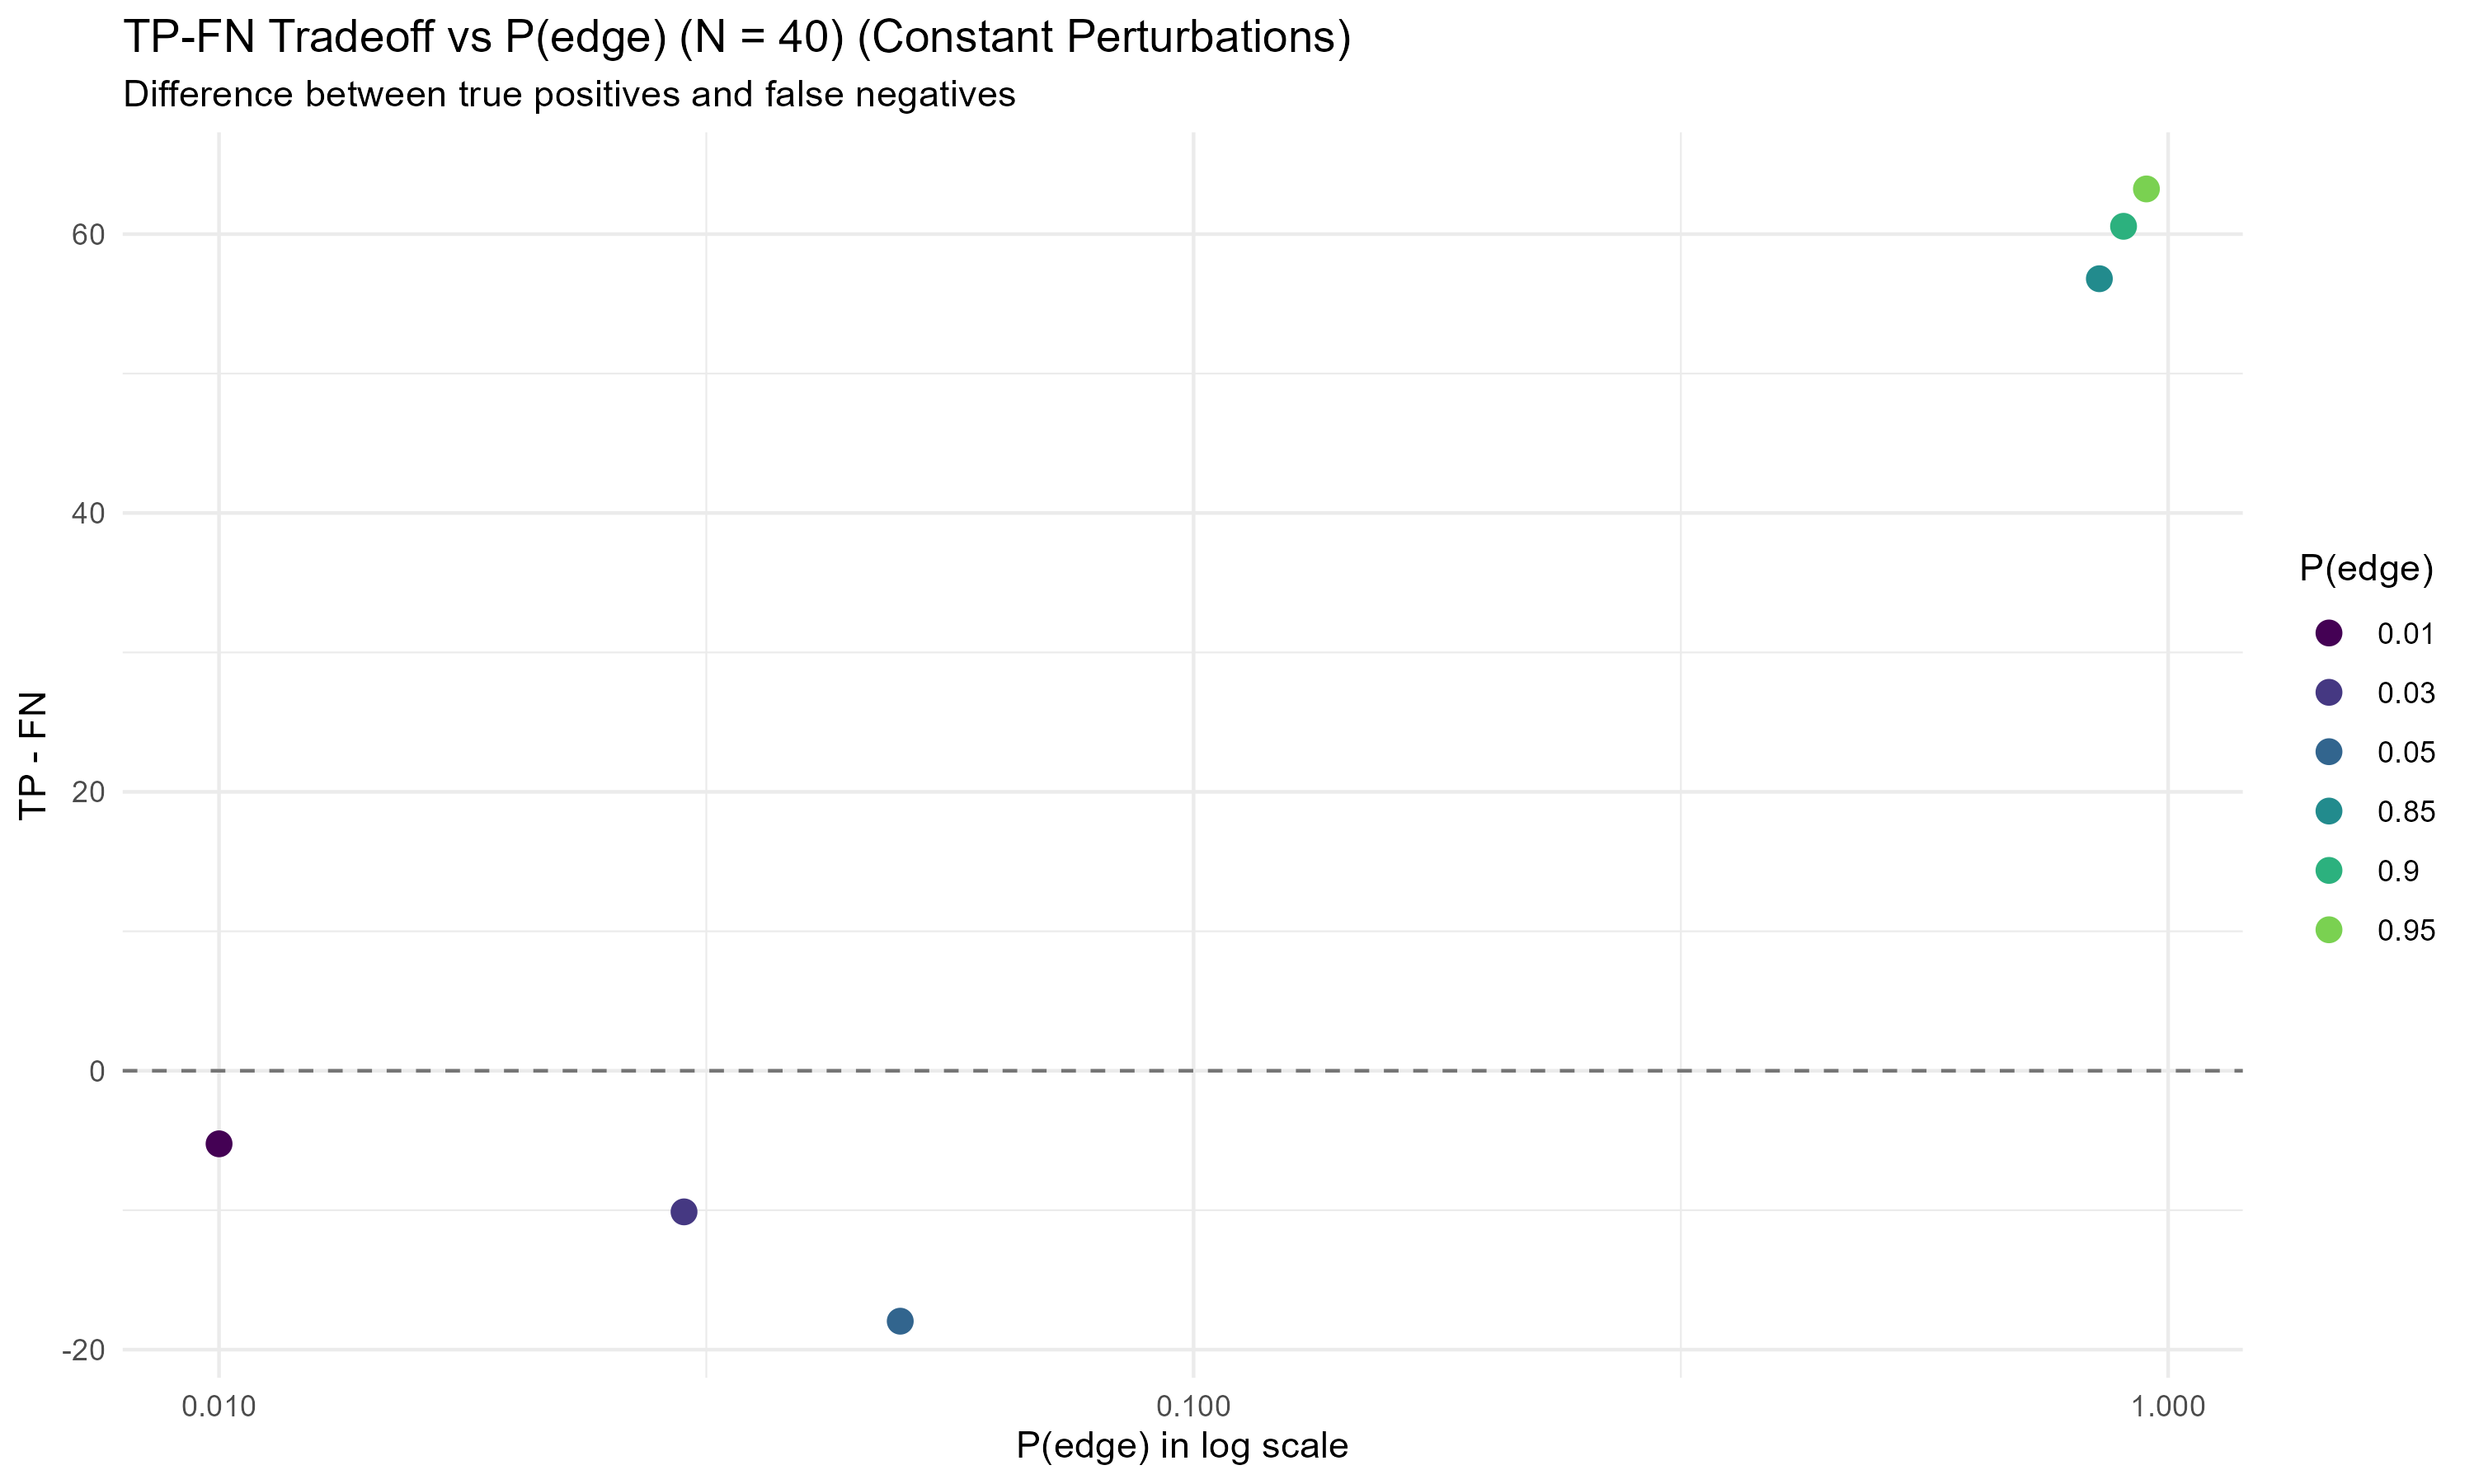 TP-FN Tradeoff vs P(edge) (N = 40) (Constant Perturbations)
Difference between true positives and false negatives
TP - FN
60
40
20
0
-20
0.010
0.100
1.000
P(edge) in log scale
P(edge)
0.01
0.03
0.05
0.85
0.9
0.95